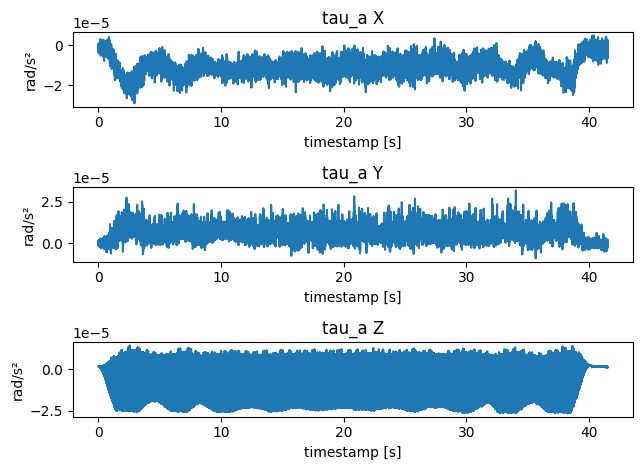 tau_a X
1e−5
0
−2
rad/s²
0 10 20 30 40
timestamp [s]
tau_a Y
1e−5
2.5
0.0
rad/s²
0 10 20 30 40
timestamp [s]
tau_a Z
1e−5
0.0
−2.5
rad/s²
0 10 20 30 40
timestamp [s]